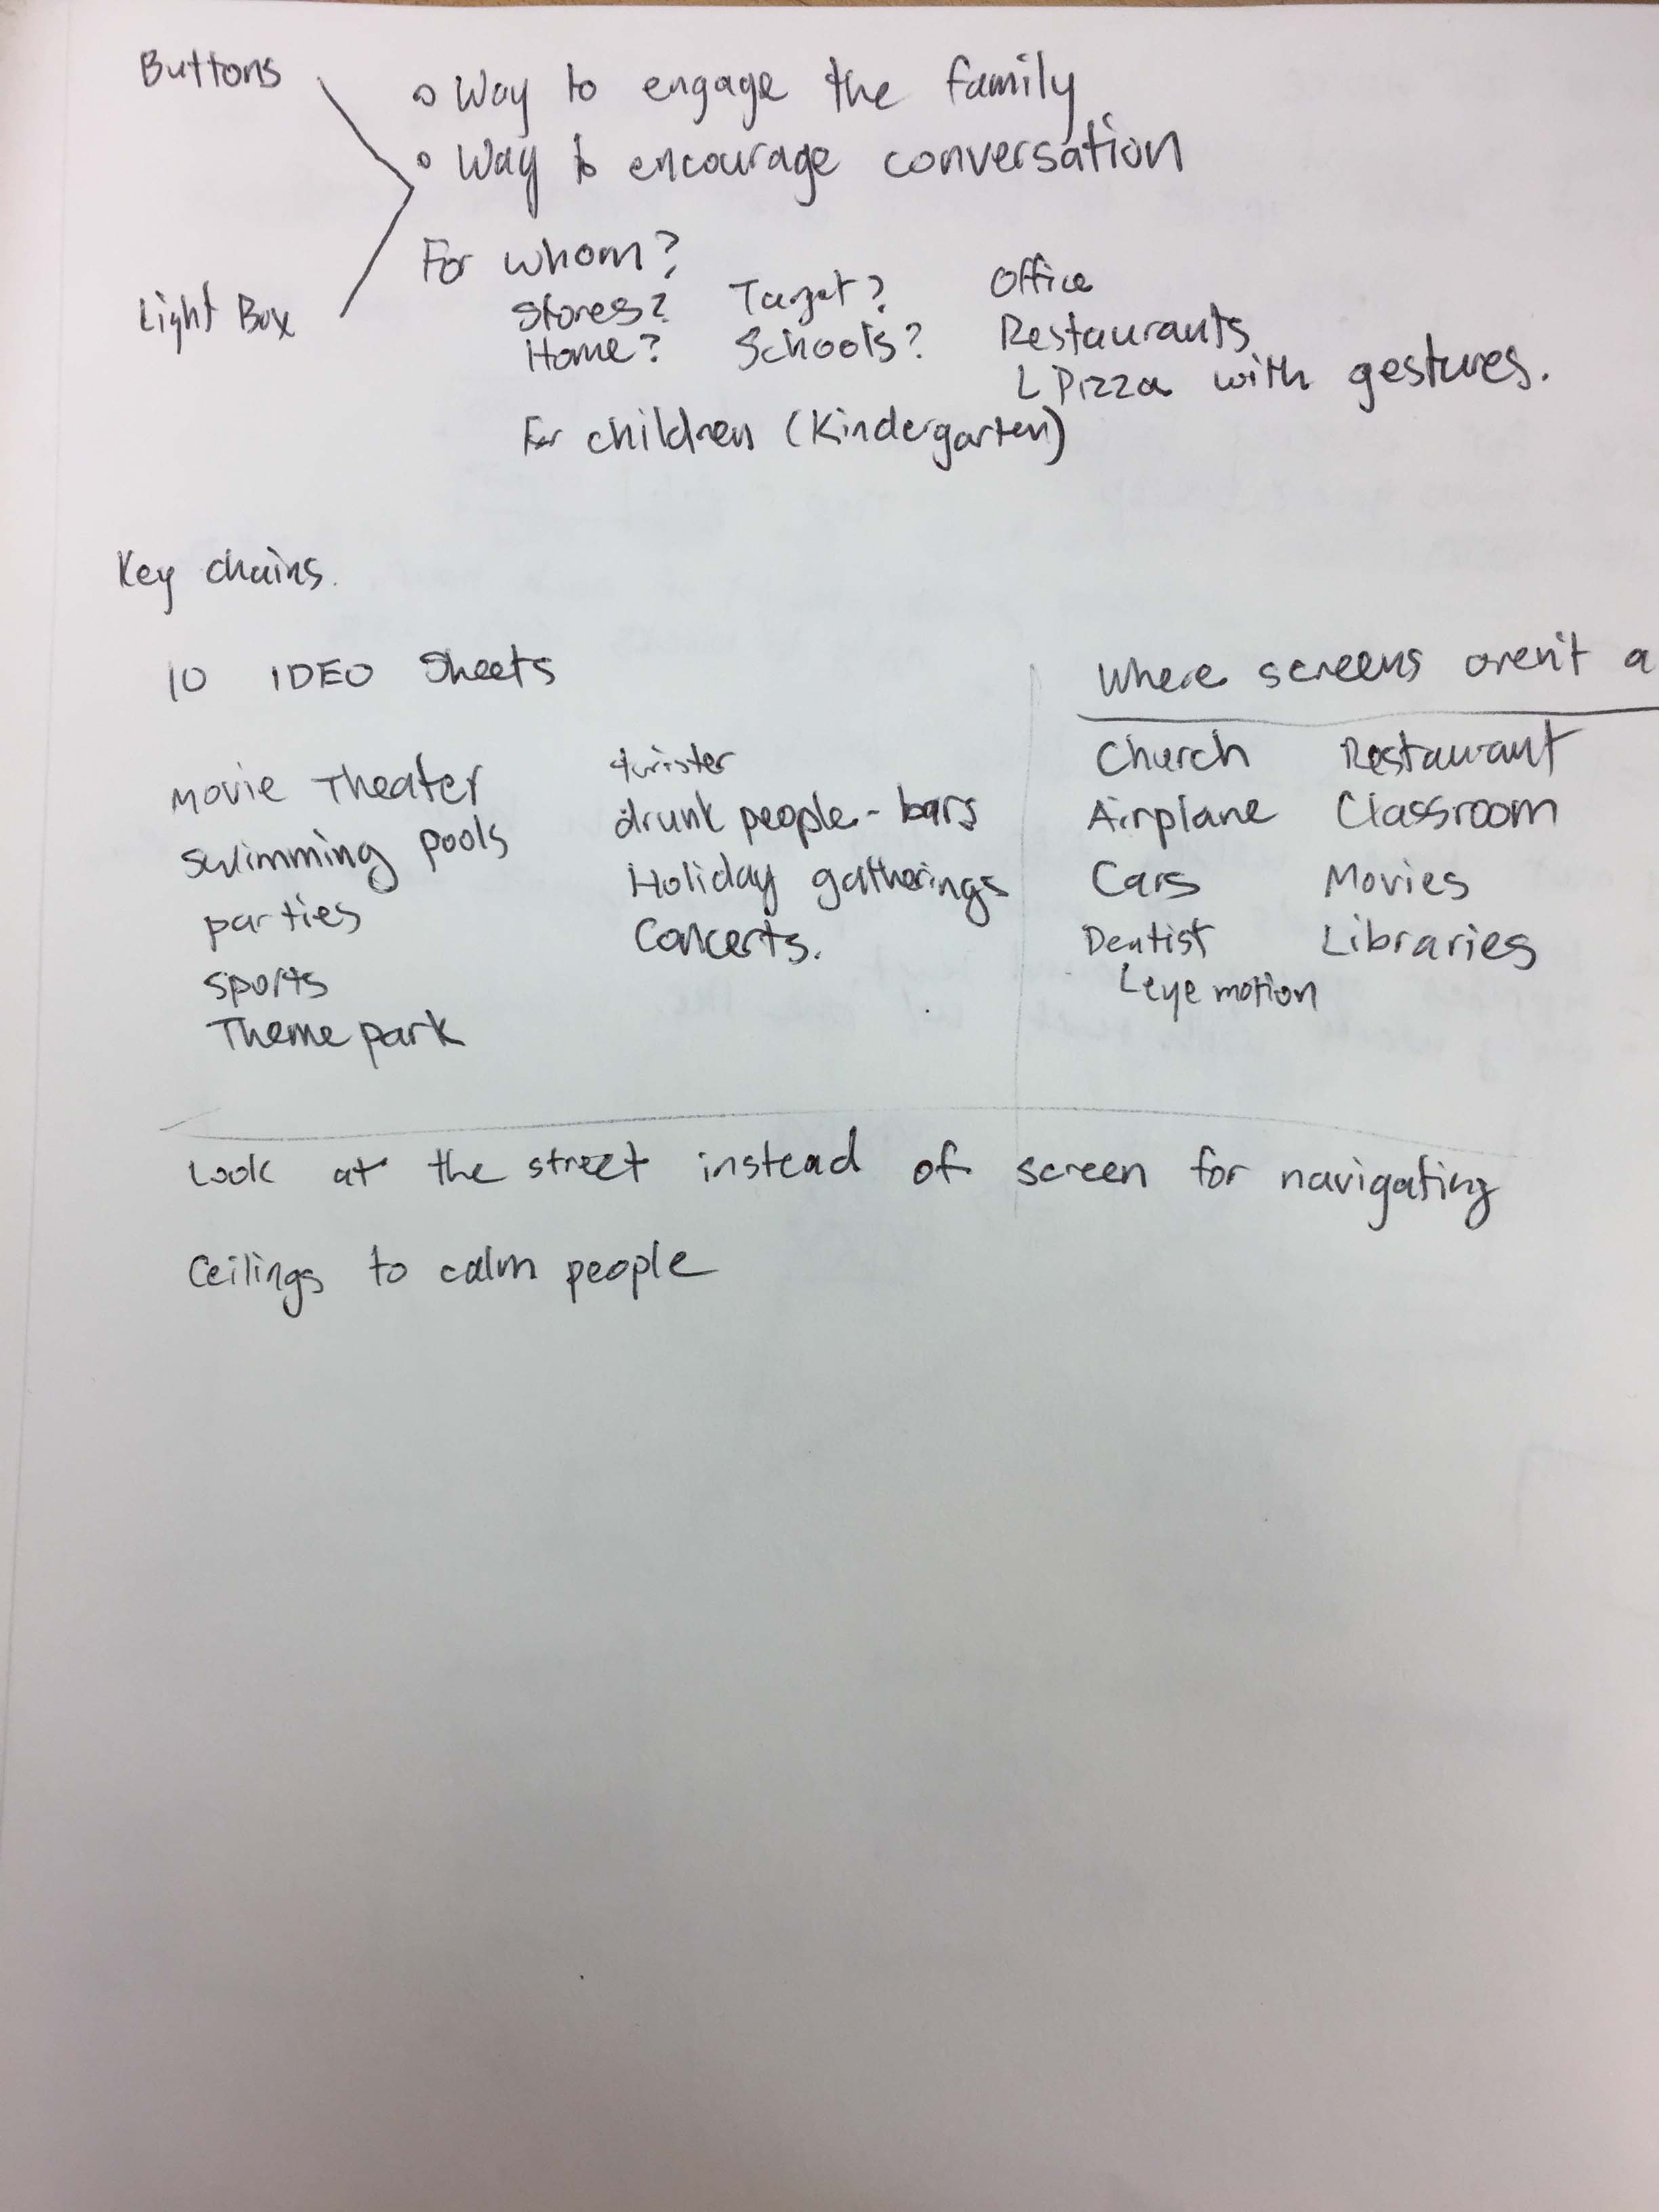 Buttons
o Way to engage the family
o Way to encourage conversation
Light Box
For whom?
Stores? Target? Office
Home? Schools? Restaurants
L Pizza with gestures.
For children (Kindergarten)
Key chains.
10 IDEO Sheets
Movie Theater
swimming pools
parties
sports
Theme park
twister
drunk people - bars
Holiday gatherings
Concerts.
Where screens aren't a
Church Restaurant
Airplane Classroom
Cars Movies
Dentist Libraries
L eye motion
Look at the street instead of screen for navigating
Ceilings to calm people